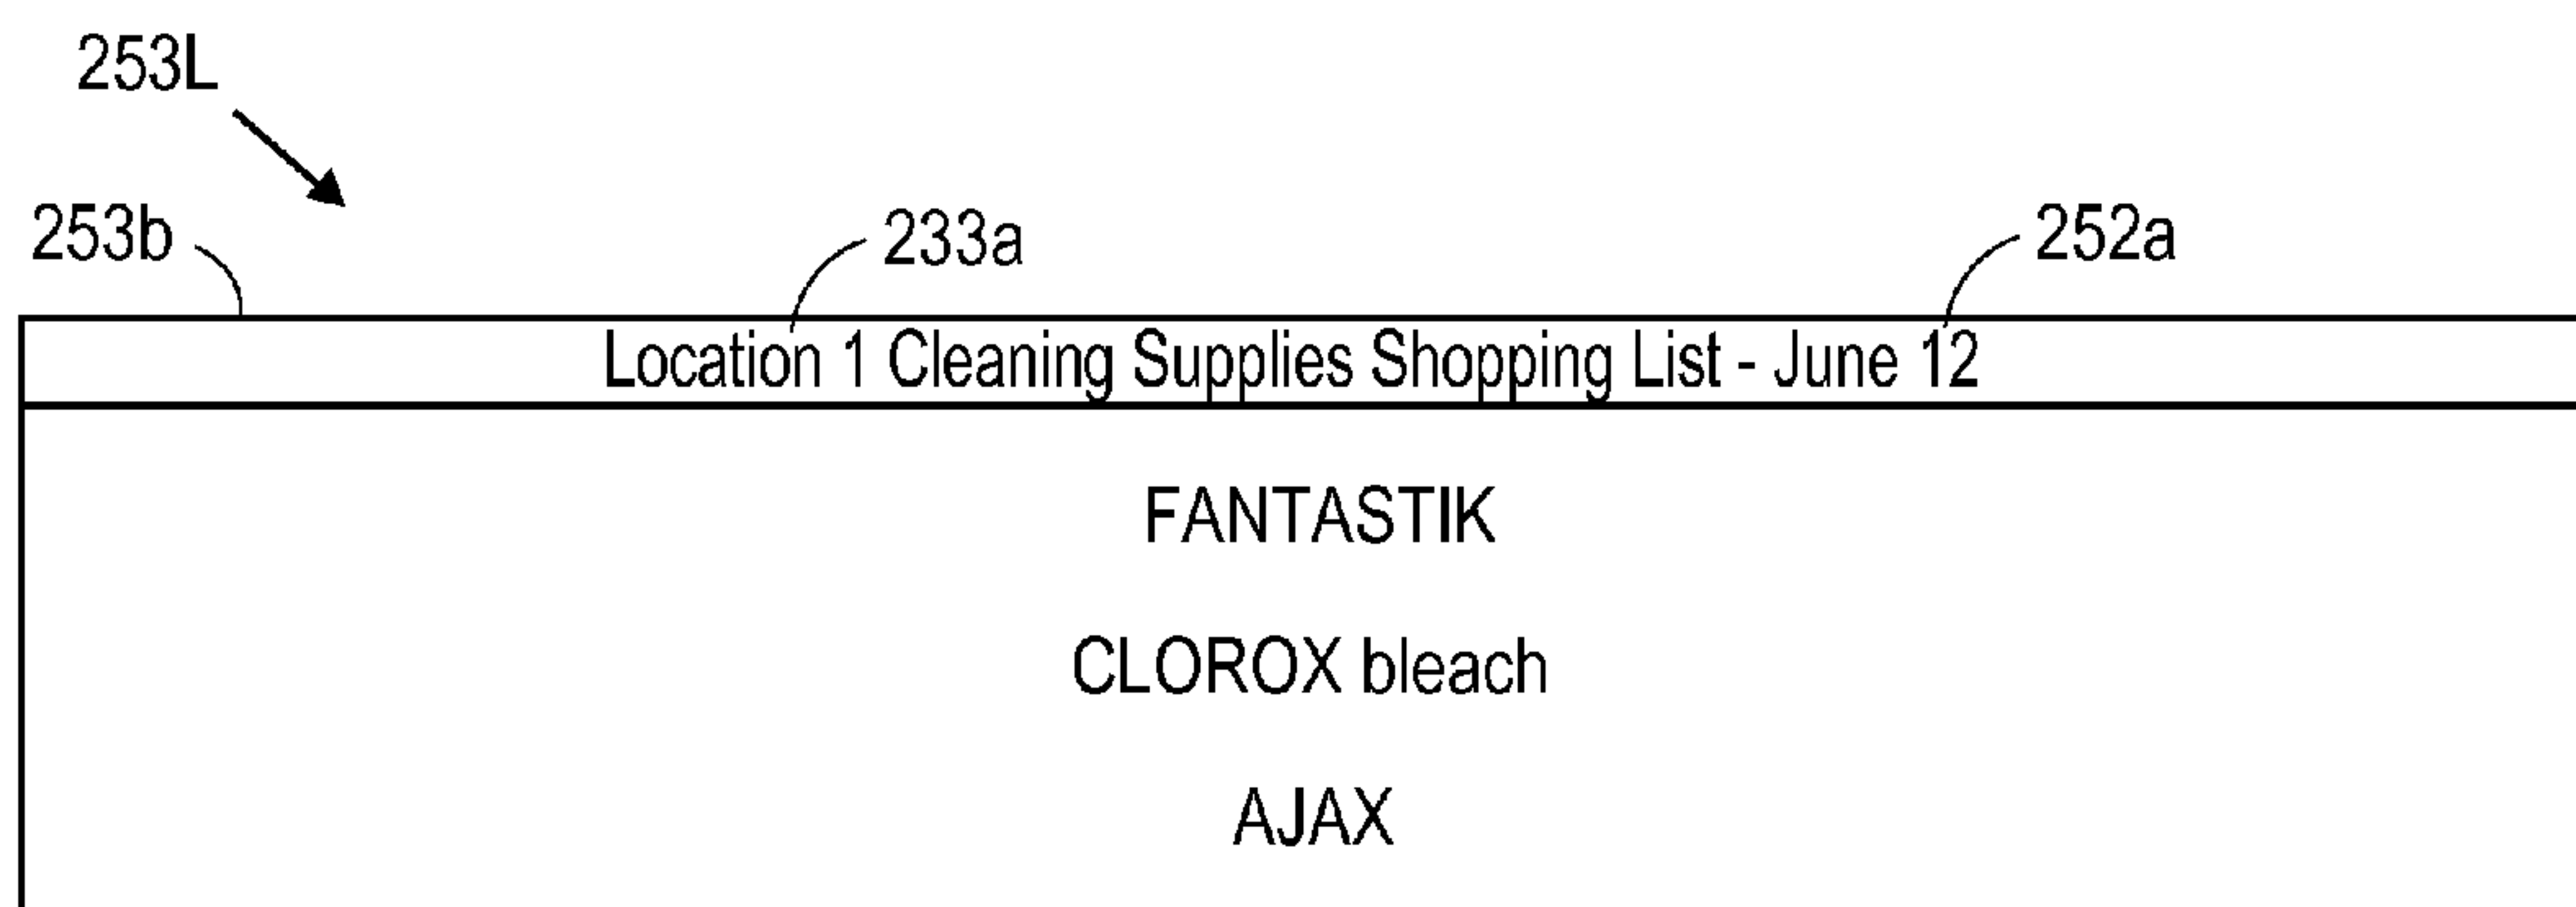 253L
253b
233a
252a
Location 1 Cleaning Supplies Shopping List - June 12
FANTASTIK
CLOROX bleach
AJAX